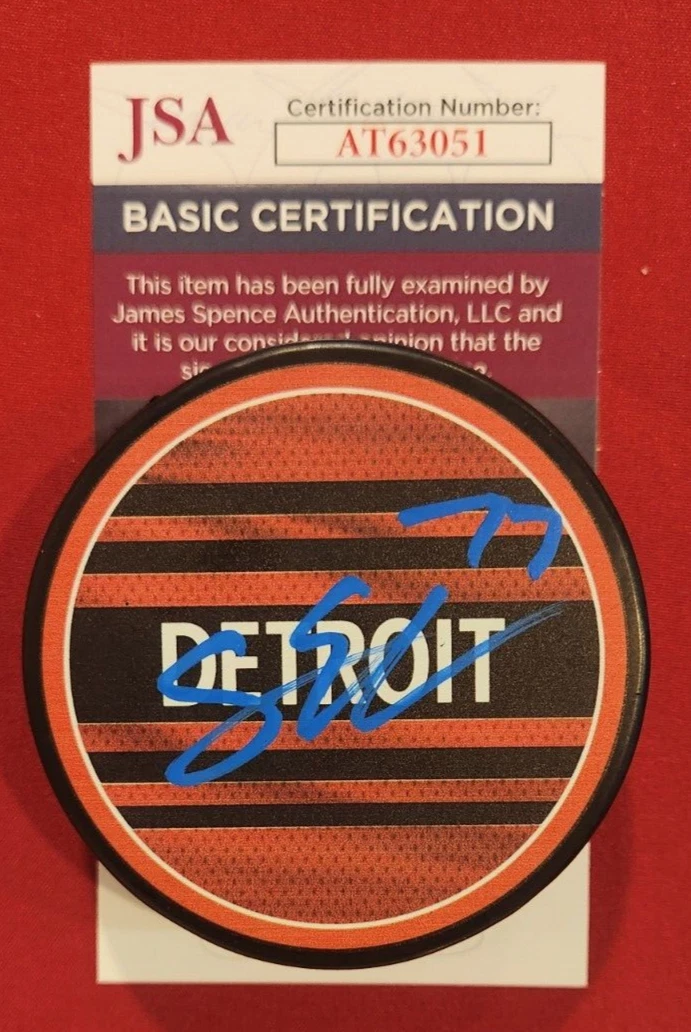 JSA
Certification Number:
AT63051
BASIC CERTIFICATION
This item has been fully examined by
James Spence Authentication, LLC and
it is our opinion that the
77
DETROIT